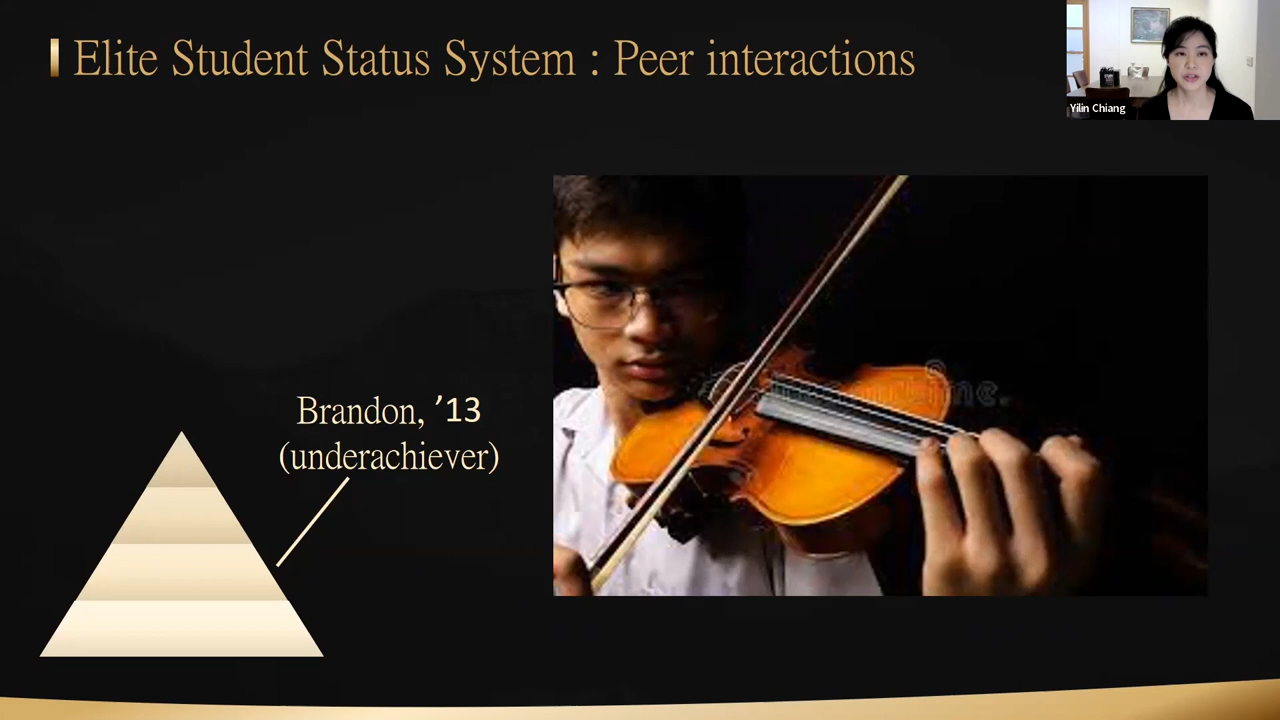 Elite Student Status System : Peer interactions
Yilin Chiang
Brandon, ’13
(underachiever)